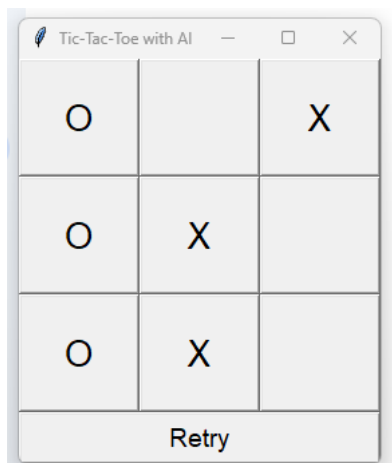 Tic-Tac-Toe with AI
O X
O X
O X
Retry